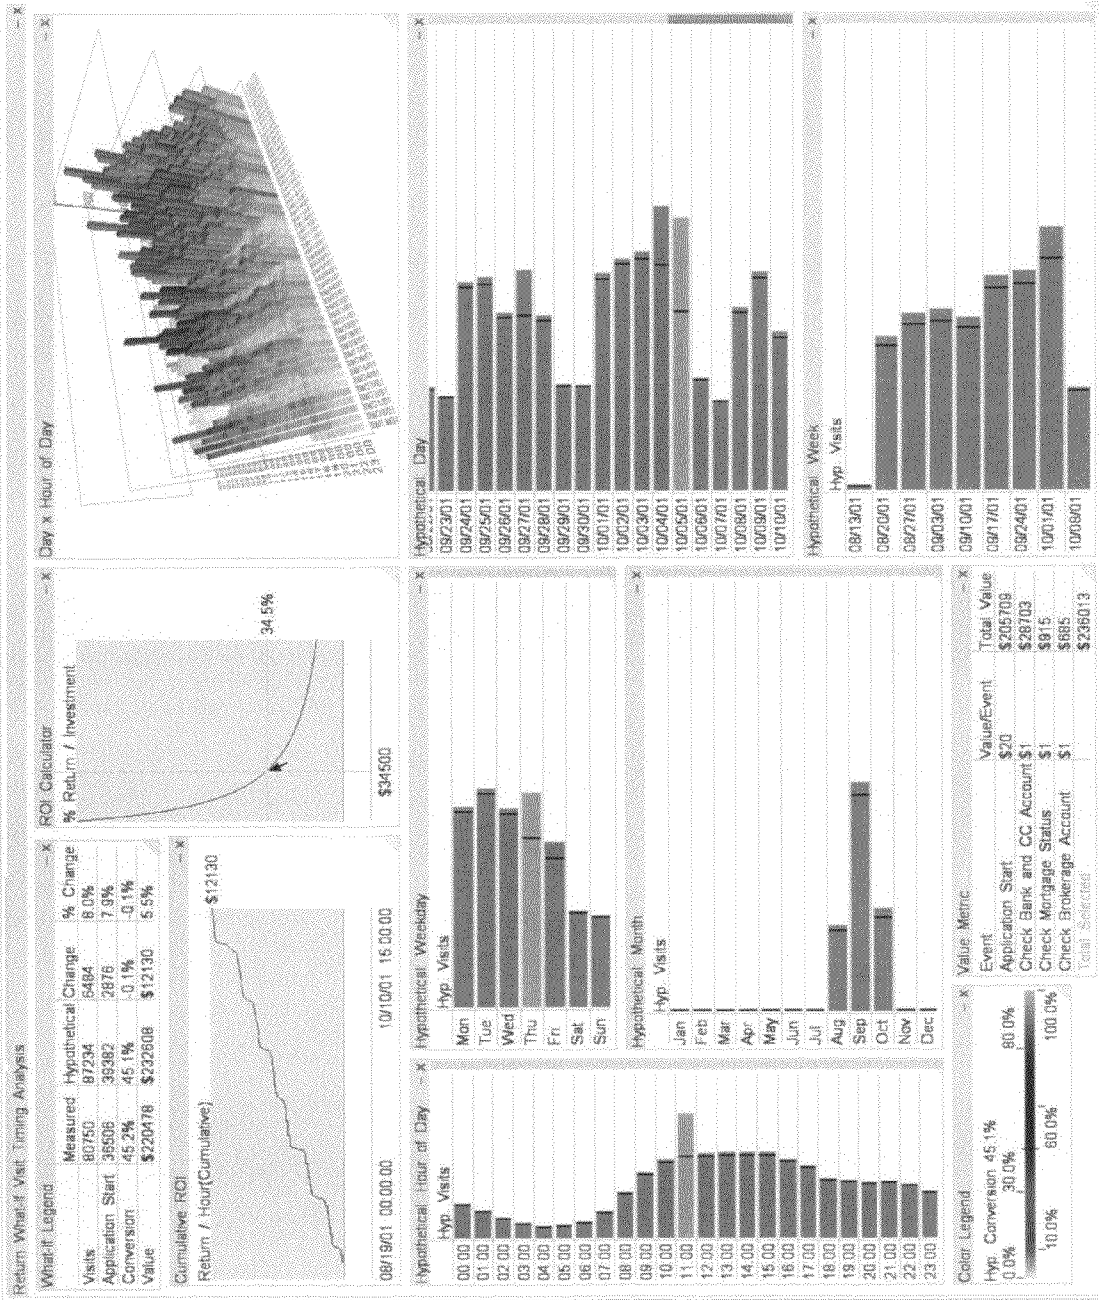 Return What-If Visit Timing Analysis
What-If Legend
Measured Hypothetical Change % Change
Visits 80750 87234 6484 8.0%
Application Start 36506 39382 2876 7.9%
Conversion 45.2% 45.1% -0.1% -0.1%
Value $220478 $232608 $12130 5.5%
Cumulative ROI
Return / Hour(Cumulative)
$12130
08/19/01 00:00:00 10/10/01 15:00:00
ROI Calculator
% Return / Investment
34.5%
$34500
Day x Hour of Day
Hypothetical Hour of Day
Hyp. Visits
00:00
01:00
02:00
03:00
04:00
05:00
06:00
07:00
08:00
09:00
10:00
11:00
12:00
13:00
14:00
15:00
16:00
17:00
18:00
19:00
20:00
21:00
22:00
23:00
Hypothetical Weekday
Hyp. Visits
Mon
Tue
Wed
Thu
Fri
Sat
Sun
Hypothetical Month
Hyp. Visits
Jan
Feb
Mar
Apr
May
Jun
Jul
Aug
Sep
Oct
Nov
Dec
Hypothetical Day
09/23/01
09/24/01
09/25/01
09/26/01
09/27/01
09/28/01
09/29/01
09/30/01
10/01/01
10/02/01
10/03/01
10/04/01
10/05/01
10/06/01
10/07/01
10/08/01
10/09/01
10/10/01
Hypothetical Week
Hyp. Visits
08/13/01
08/20/01
08/27/01
09/03/01
09/10/01
09/17/01
09/24/01
10/01/01
10/08/01
Color Legend
Hyp. Conversion 45.1%
0.0% 30.0% 80.0%
10.0% 60.0% 100.0%
Value Metric
Event Value/Event Total Value
Application Start $20 $205709
Check Bank and CC Account $1 $28703
Check Mortgage Status $1 $915
Check Brokerage Account $1 $685
Total Selected $236013